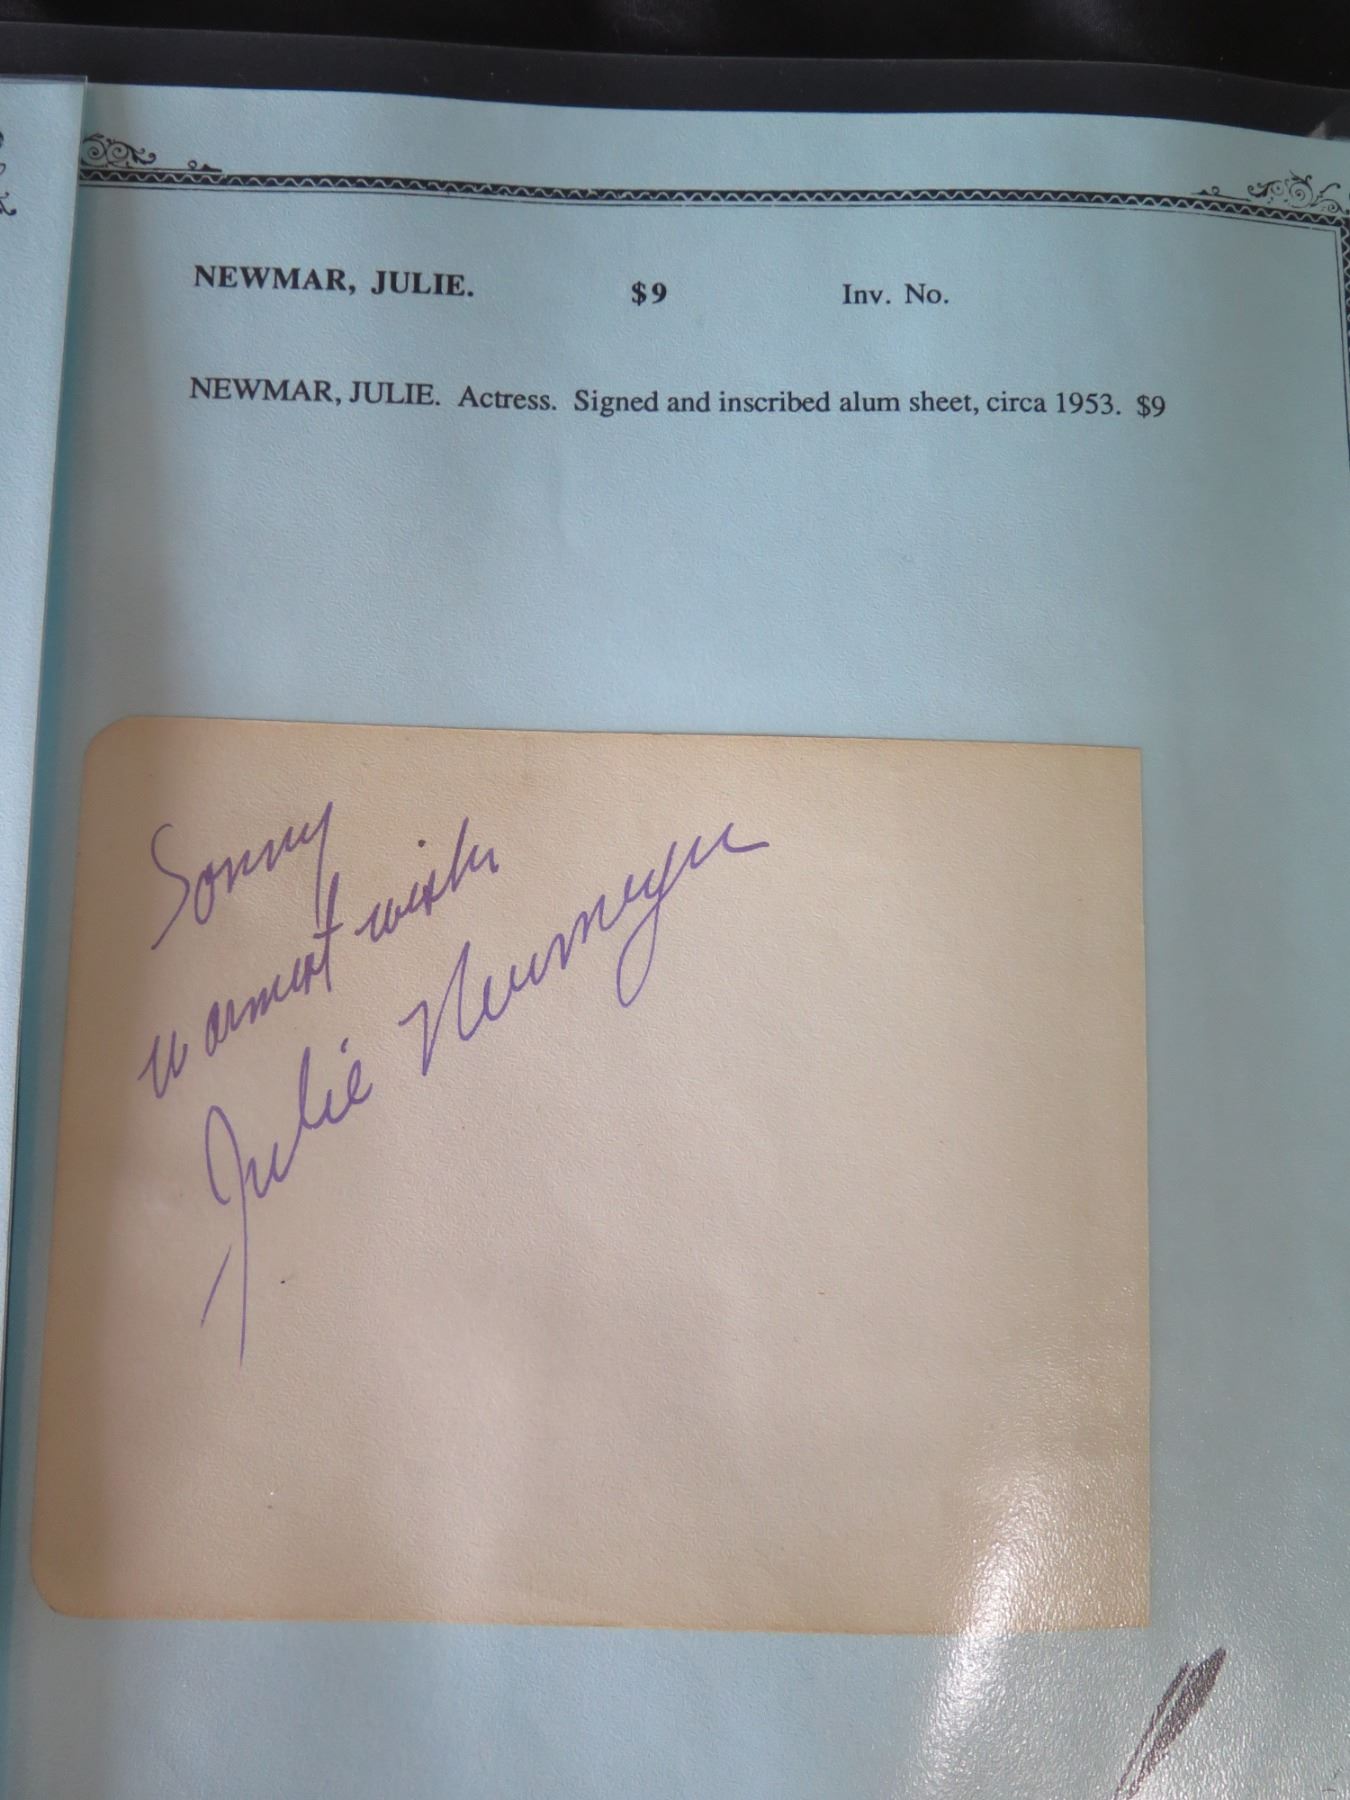 NEWMAR, JULIE. $9 Inv. No.
NEWMAR, JULIE. Actress. Signed and inscribed alum sheet, circa 1953. $9
Sonny
warmest wishes
Julie Newmeyer